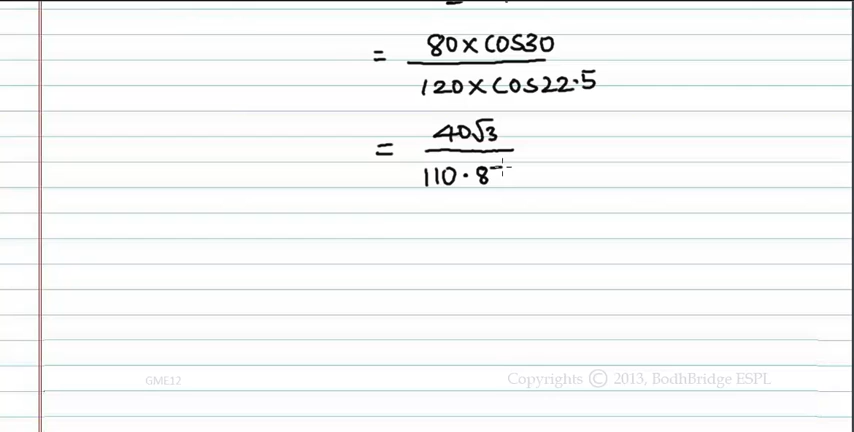 80×COS30
=
120×COS22.5
40√3
=
110.8
GME12
Copyrights © 2013, BodhBridge ESPL